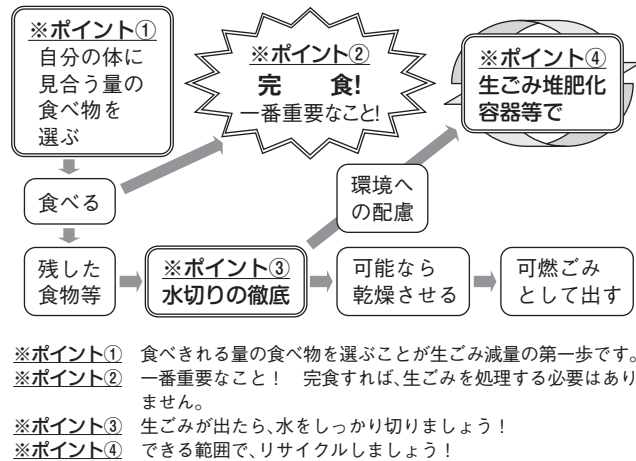 ※ポイント①
自分の体に
見合う量の
食べ物を
選ぶ
※ポイント②
完　　食!
一番重要なこと!
※ポイント④
生ごみ堆肥化
容器等で
食べる
環境へ
の配慮
残した
食物等
※ポイント③
水切りの徹底
可能なら
乾燥させる
可燃ごみ
として出す
※ポイント①　食べきれる量の食べ物を選ぶことが生ごみ減量の第一歩です。
※ポイント②　一番重要なこと！　完食すれば、生ごみを処理する必要はあり
ません。
※ポイント③　生ごみが出たら、水をしっかり切りましょう！
※ポイント④　できる範囲で、リサイクルしましょう！